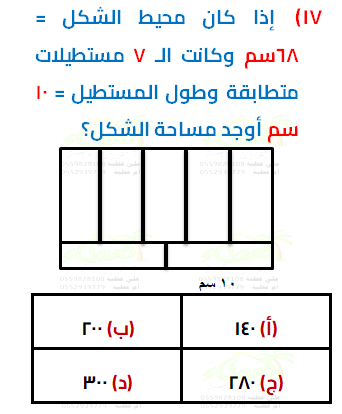 ١٧) إذا كان محيط الشكل =
٦٨سم وكانت الـ ٧ مستطيلات
متطابقة وطول المستطيل = ١٠
سم أوجد مساحة الشكل؟
١٠ سم
(أ) ١٤٠
(ب) ٢٠٠
(ج) ٢٨٠
(د) ٣٠٠